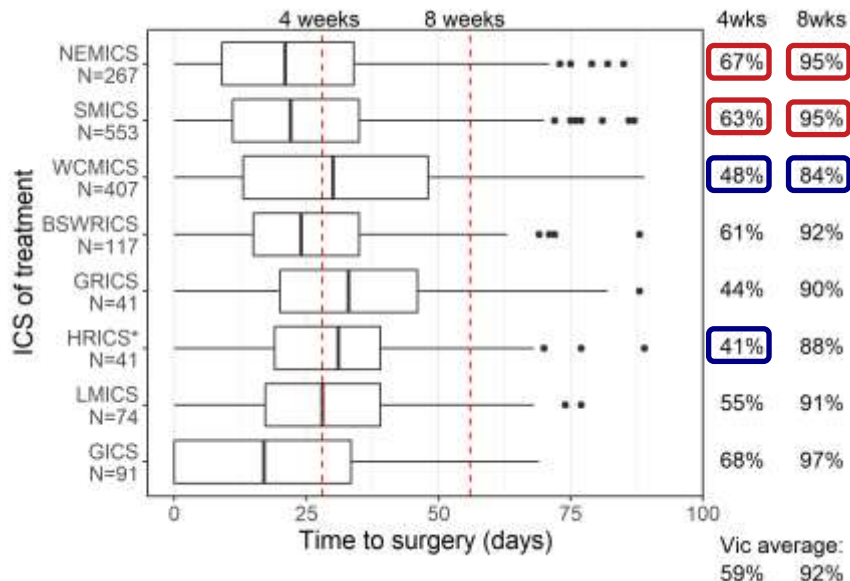 4 weeks 8 weeks 4wks 8wks
NEMICS
N=267
67% 95%
SMICS
N=553
63% 95%
WCMICS
N=407
48% 84%
BSWRICS
N=117
61% 92%
GRICS
N=41
44% 90%
HRICS*
N=41
41% 88%
LMICS
N=74
55% 91%
GICS
N=91
68% 97%
ICS of treatment
0 25 50 75 100
Time to surgery (days)
Vic average:
59% 92%